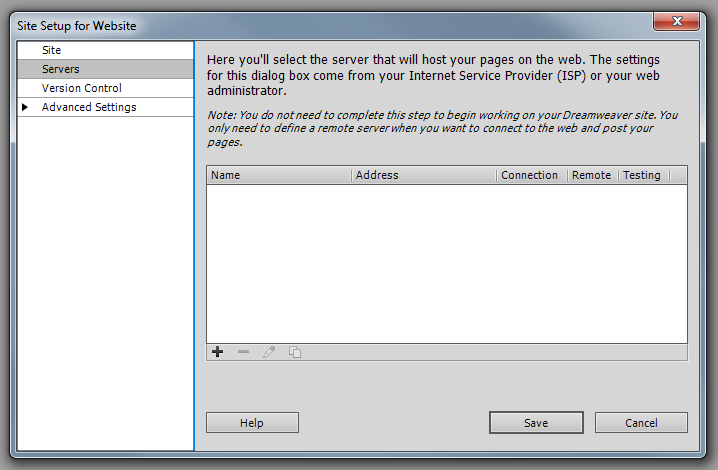 Site Setup for Website
Site
Servers
Version Control
Advanced Settings
Here you'll select the server that will host your pages on the web. The settings
for this dialog box come from your Internet Service Provider (ISP) or your web
administrator.
Note: You do not need to complete this step to begin working on your Dreamweaver site. You
only need to define a remote server when you want to connect to the web and post your
pages.
Name Address Connection Remote Testing
Help Save Cancel